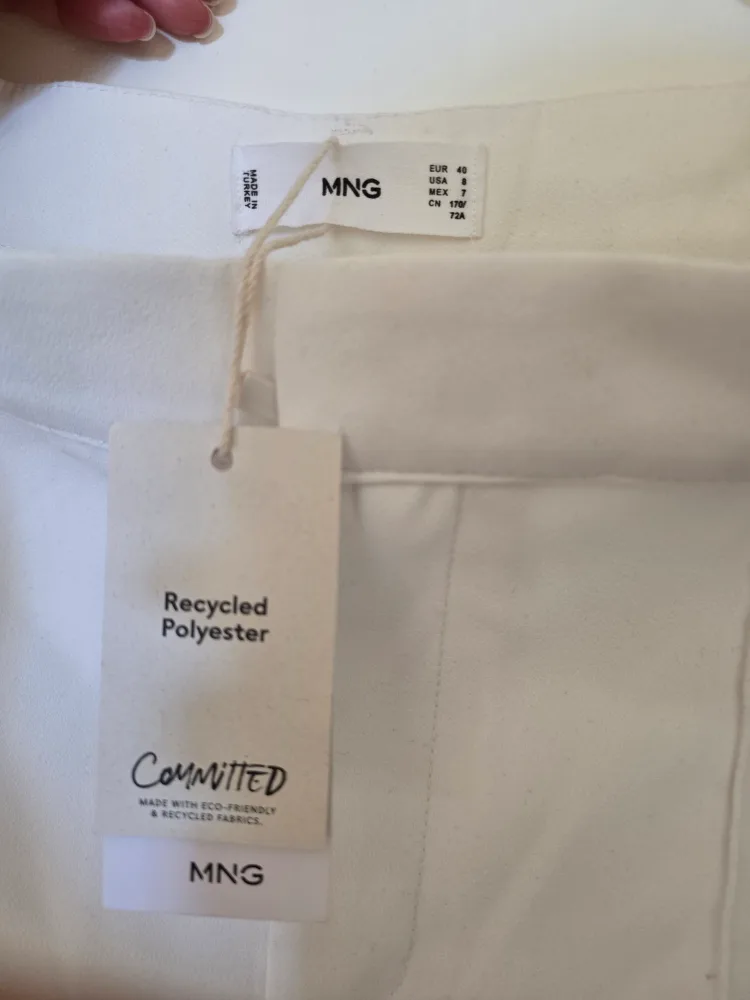 MADE IN
TURKEY
MNG
EUR 40
USA 8
MEX 7
CN 170/
72A
Recycled
Polyester
COMMITTED
MADE WITH ECO-FRIENDLY
& RECYCLED FABRICS.
MNG